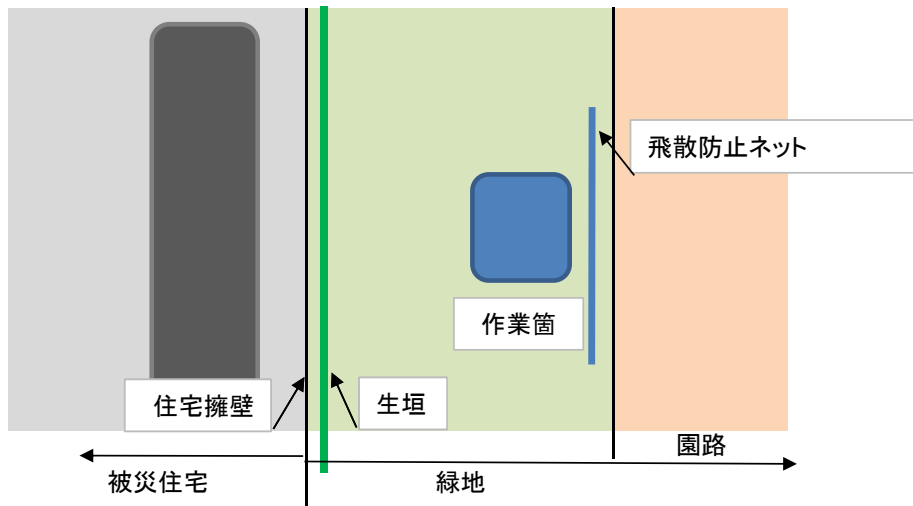 飛散防止ネット
作業箇
住宅擁壁
生垣
園路
被災住宅
緑地